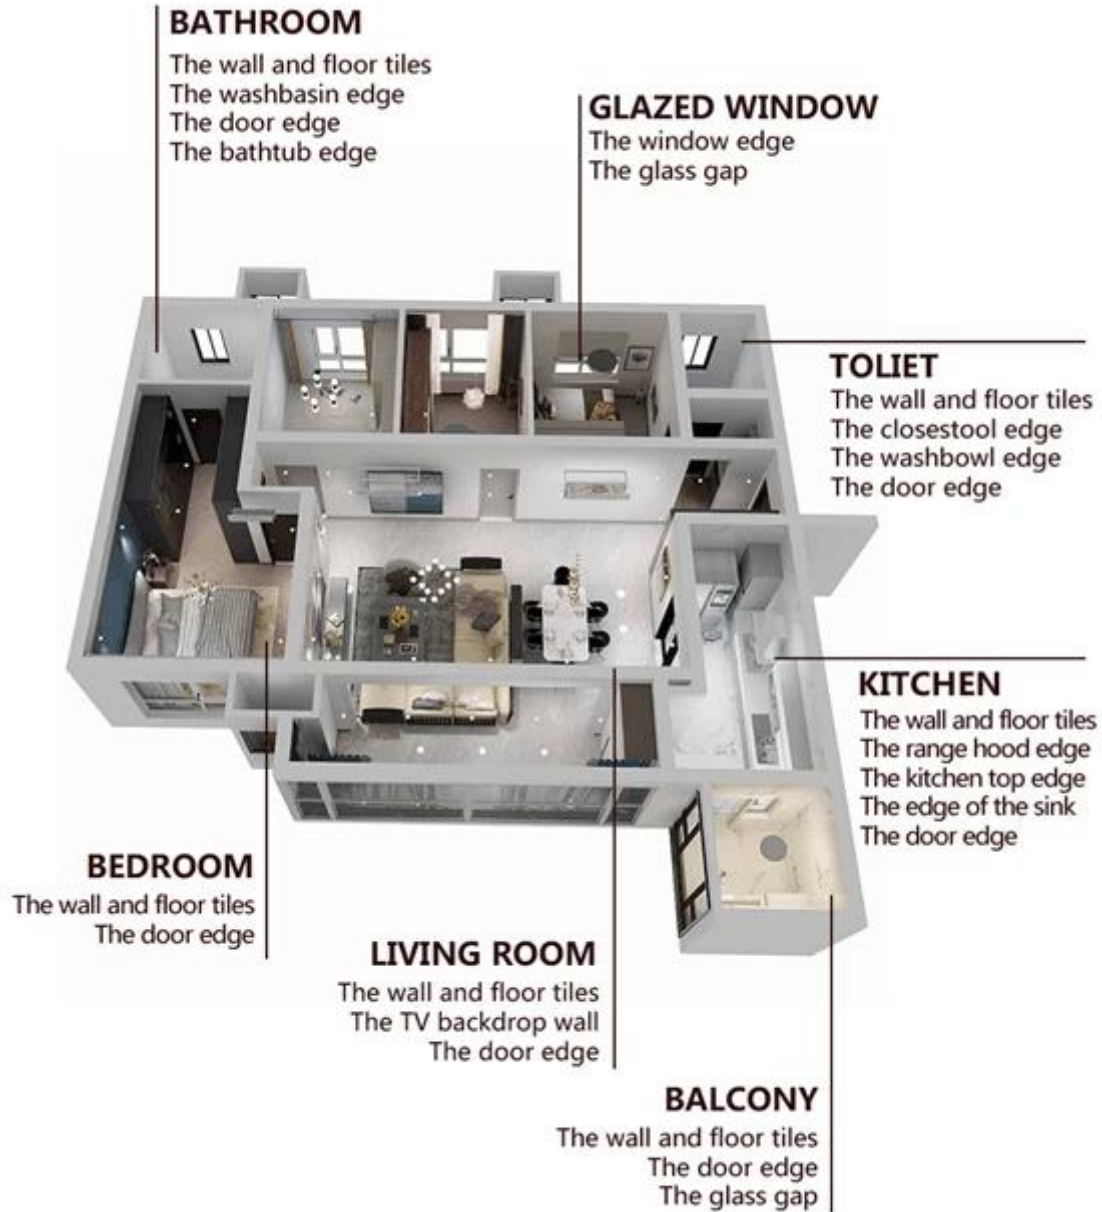 BATHROOM
The wall and floor tiles
The washbasin edge
The door edge
The bathtub edge
GLAZED WINDOW
The window edge
The glass gap
TOLIET
The wall and floor tiles
The closestool edge
The washbowl edge
The door edge
KITCHEN
The wall and floor tiles
The range hood edge
The kitchen top edge
The edge of the sink
The door edge
BEDROOM
The wall and floor tiles
The door edge
LIVING ROOM
The wall and floor tiles
The TV backdrop wall
The door edge
BALCONY
The wall and floor tiles
The door edge
The glass gap